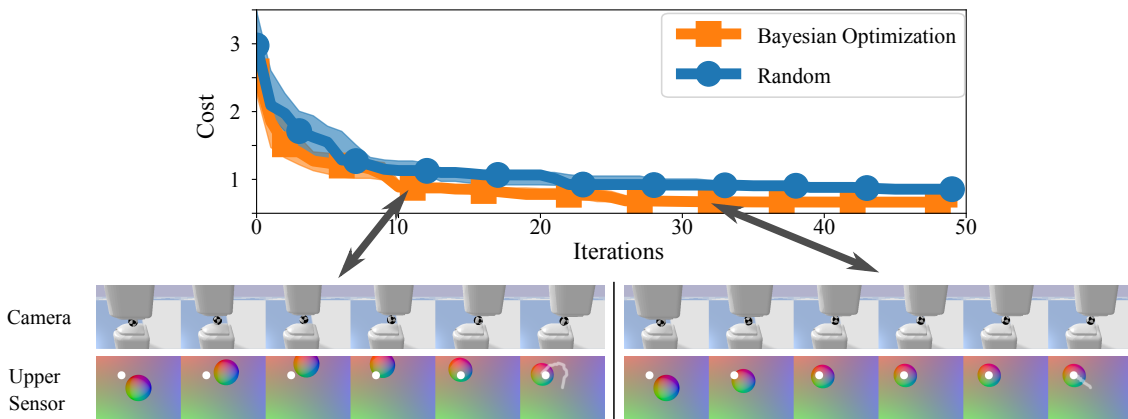 3
2
1
Cost
Bayesian Optimization
Random
0
10
20
30
40
50
Iterations
Camera
Upper
Sensor